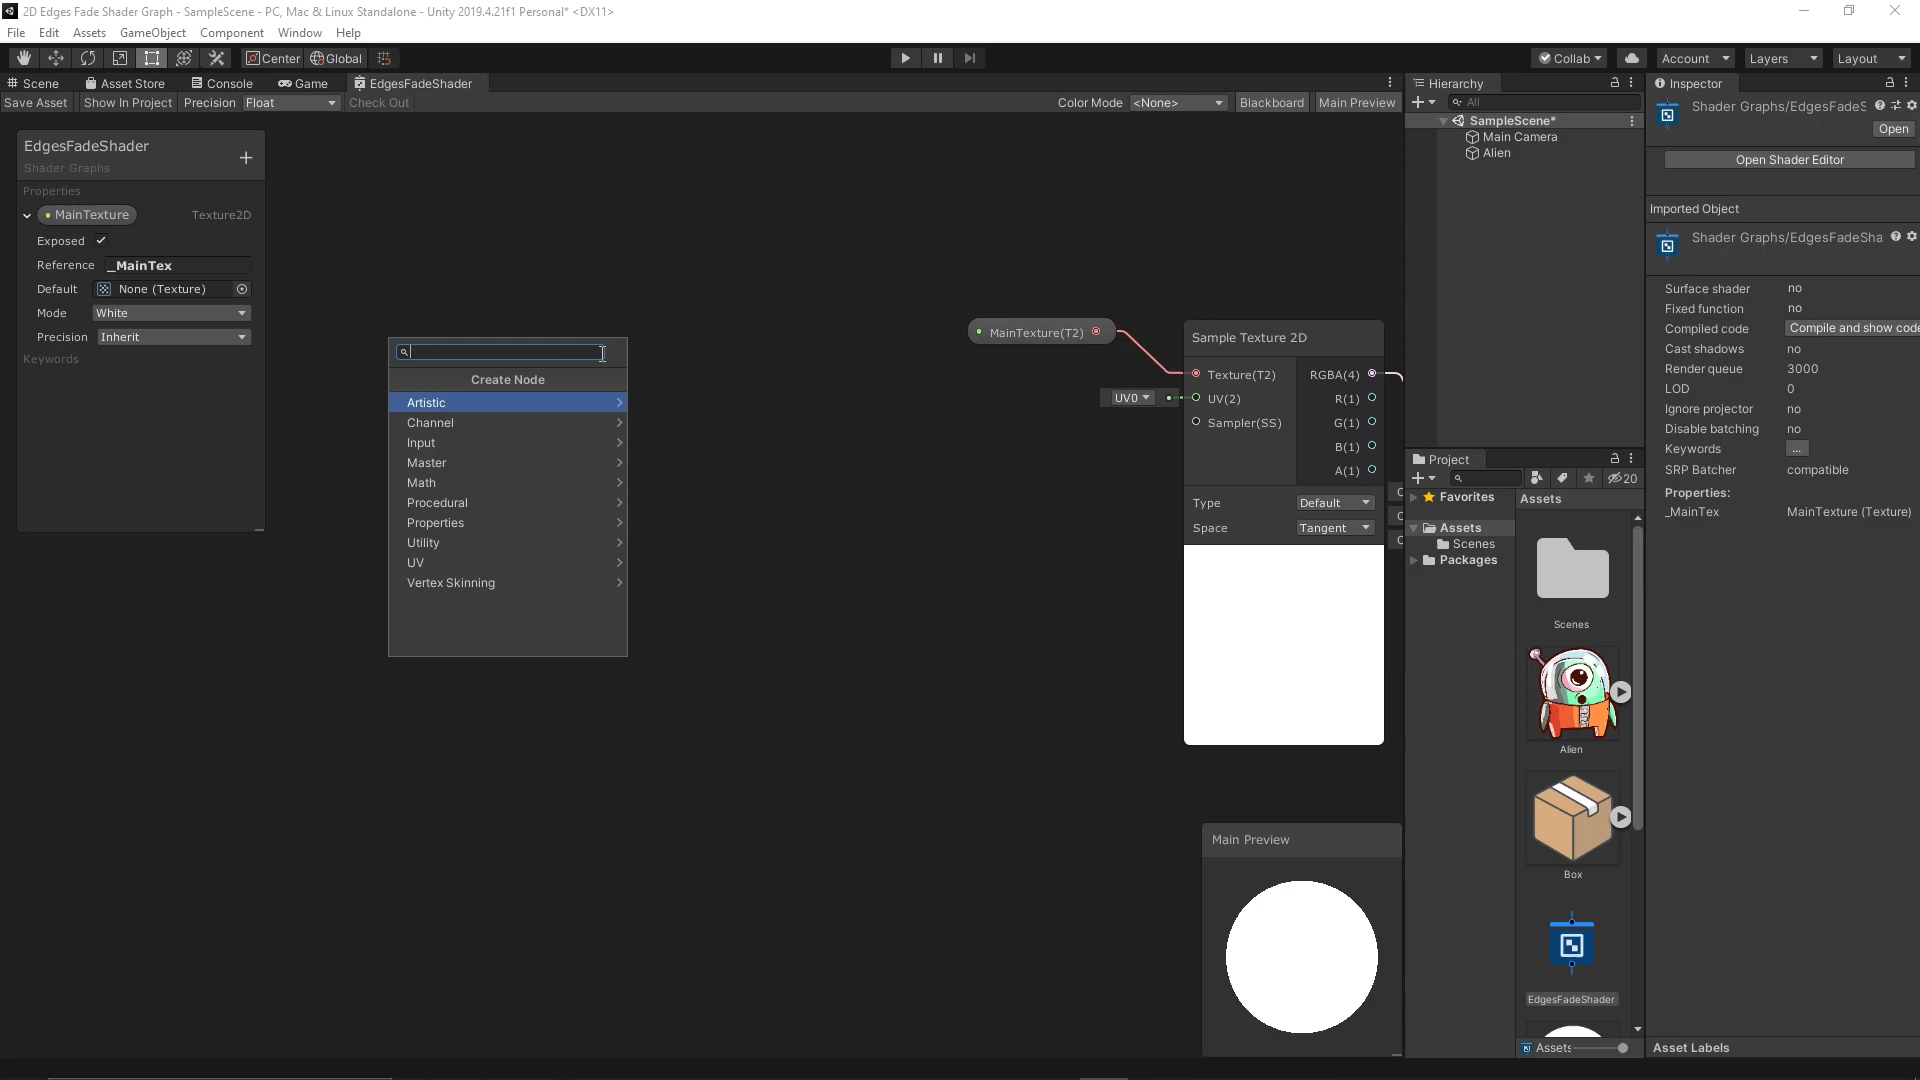 2D Edges Fade Shader Graph - SampleScene - PC, Mac & Linux Standalone - Unity 2019.4.21f1 Personal* <DX11>
File Edit Assets GameObject Component Window Help
Center Global Collab Account Layers Layout
Scene Asset Store Console Game EdgesFadeShader
Save Asset Show In Project Precision Float Check Out Color Mode <None> Blackboard Main Preview
EdgesFadeShader
Shader Graphs
Properties
MainTexture Texture2D
Exposed
Reference _MainTex
Default None (Texture)
Mode White
Precision Inherit
Keywords
Create Node
Artistic
Channel
Input
Master
Math
Procedural
Properties
Utility
UV
Vertex Skinning
MainTexture(T2)
UV0
Sample Texture 2D
Texture(T2) RGBA(4)
UV(2) R(1)
Sampler(SS) G(1)
B(1)
A(1)
Type Default
Space Tangent
Main Preview
Hierarchy
All
SampleScene*
Main Camera
Alien
Project
20
Favorites
Assets
Scenes
Packages
Assets
Scenes
Alien
Box
EdgesFadeShader
Assets
Inspector
Shader Graphs/EdgesFadeS
Open
Open Shader Editor
Imported Object
Shader Graphs/EdgesFadeSha
Surface shader no
Fixed function no
Compiled code Compile and show code
Cast shadows no
Render queue 3000
LOD 0
Ignore projector no
Disable batching no
Keywords ...
SRP Batcher compatible
Properties:
_MainTex MainTexture (Texture)
Asset Labels